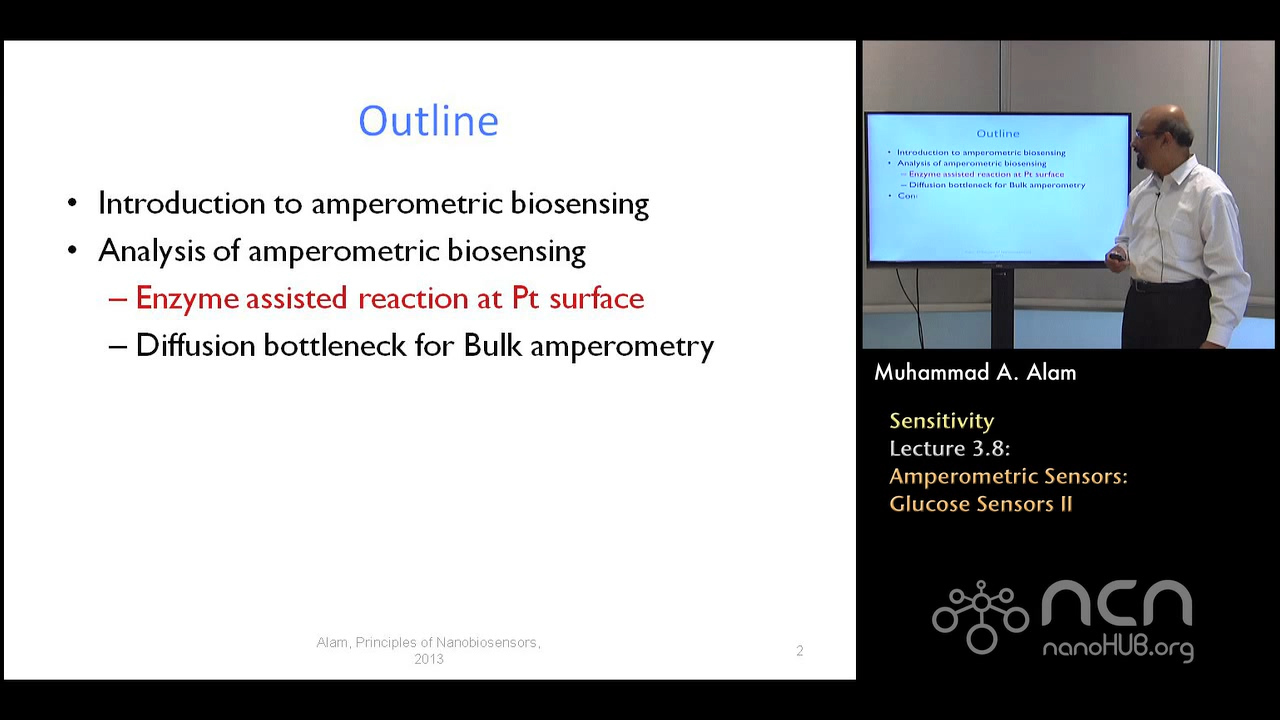 Outline
• Introduction to amperometric biosensing
• Analysis of amperometric biosensing
– Enzyme assisted reaction at Pt surface
– Diffusion bottleneck for Bulk amperometry
Alam, Principles of Nanobiosensors,
2013
2
Outline
• Introduction to amperometric biosensing
• Analysis of amperometric biosensing
– Enzyme assisted reaction at Pt surface
– Diffusion bottleneck for Bulk amperometry
Muhammad A. Alam
Sensitivity
Lecture 3.8:
Amperometric Sensors:
Glucose Sensors II
ncn
nanoHUB.org